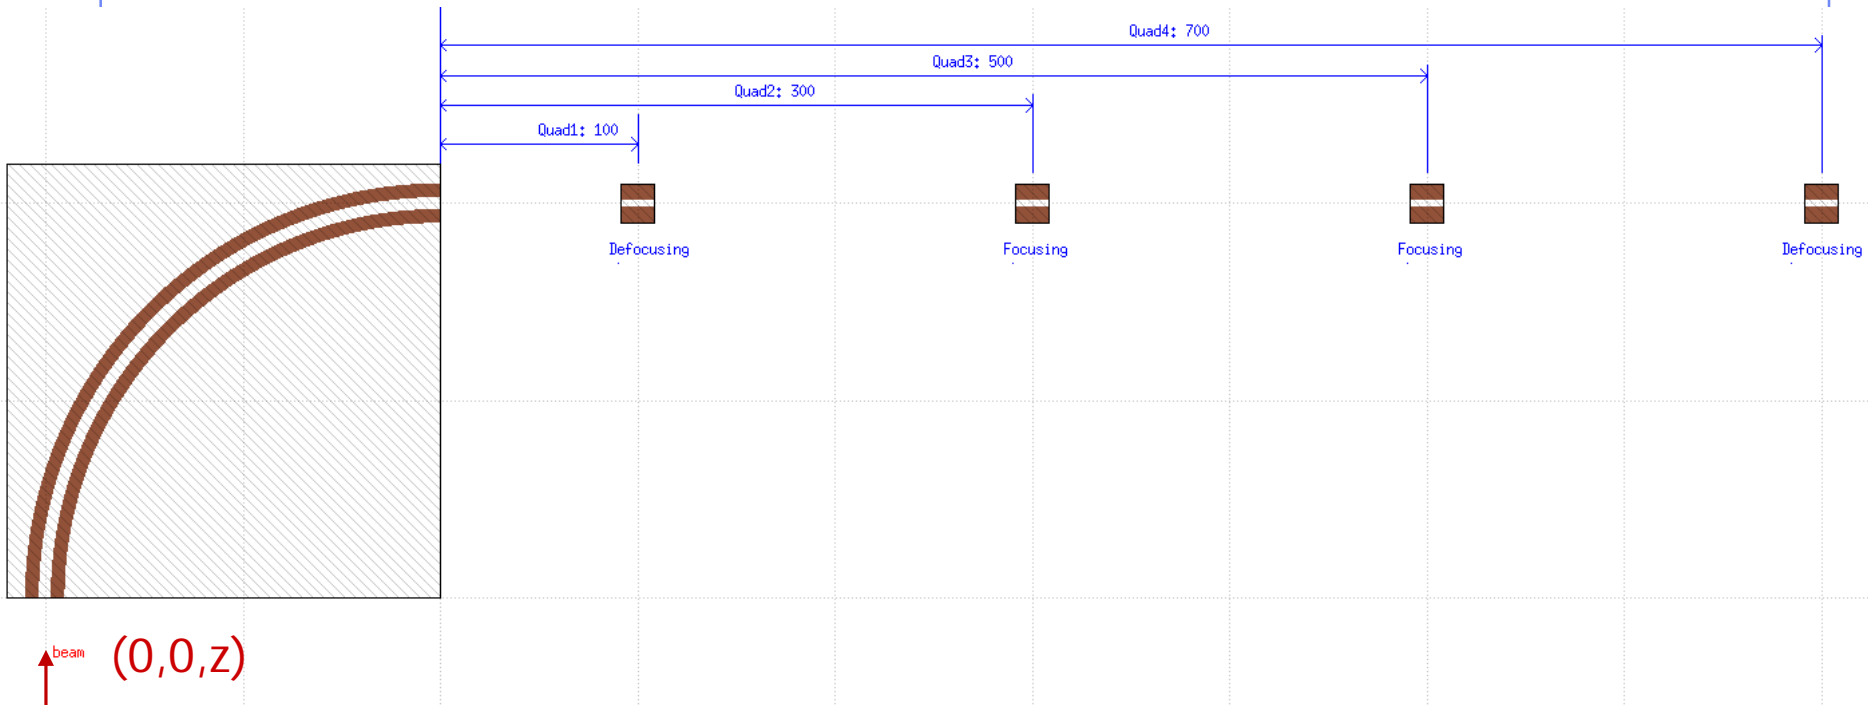 Quad4: 700
Quad3: 500
Quad2: 300
Quad1: 100
Defocusing
Focusing
Focusing
Defocusing
beam (0,0,z)